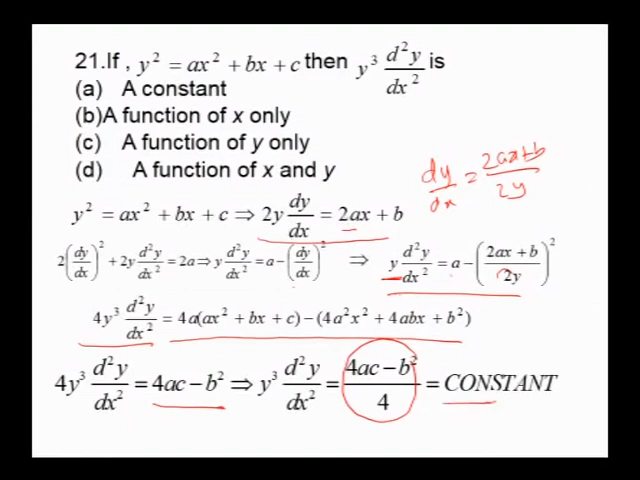 21.If , y² = ax² + bx + c then y³ d²y/dx² is
(a) A constant
(b)A function of x only
(c) A function of y only
(d) A function of x and y
dy/dx = 2ax+b/2y
y² = ax² + bx + c ⇒ 2y dy/dx = 2ax + b
2(dy/dx)² + 2y d²y/dx² = 2a ⇒ y d²y/dx² = a − (dy/dx)² ⇒ y d²y/dx² = a − (2ax + b/2y)²
4y³ d²y/dx² = 4a(ax² + bx + c) − (4a²x² + 4abx + b²)
4y³ d²y/dx² = 4ac − b² ⇒ y³ d²y/dx² = 4ac − b²/4 = CONSTANT